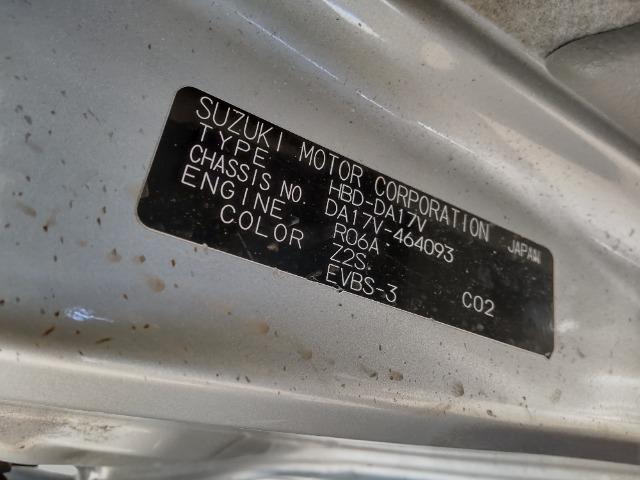 SUZUKI MOTOR CORPORATION JAPAN
TYPE HBD-DA17V
CHASSIS NO. DA17V-464093
ENGINE R06A
COLOR Z2S
EVBS-3 C02